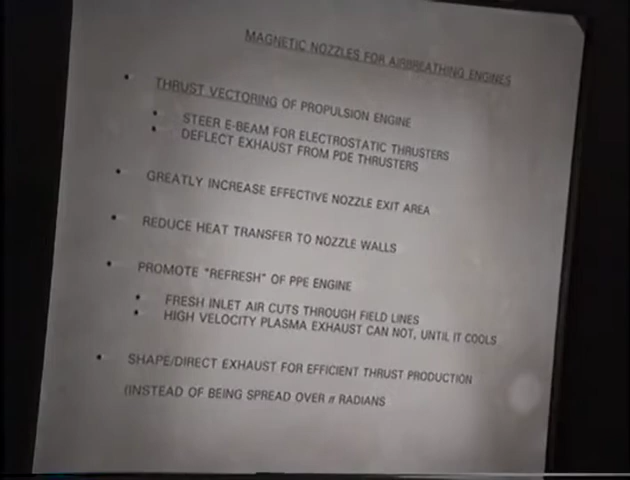 MAGNETIC NOZZLES FOR AIRBREATHING ENGINES
• THRUST VECTORING OF PROPULSION ENGINE
• STEER E-BEAM FOR ELECTROSTATIC THRUSTERS
• DEFLECT EXHAUST FROM PDE THRUSTERS
• GREATLY INCREASE EFFECTIVE NOZZLE EXIT AREA
• REDUCE HEAT TRANSFER TO NOZZLE WALLS
• PROMOTE "REFRESH" OF PPE ENGINE
• FRESH INLET AIR CUTS THROUGH FIELD LINES
• HIGH VELOCITY PLASMA EXHAUST CAN NOT, UNTIL IT COOLS
• SHAPE/DIRECT EXHAUST FOR EFFICIENT THRUST PRODUCTION
(INSTEAD OF BEING SPREAD OVER π RADIANS